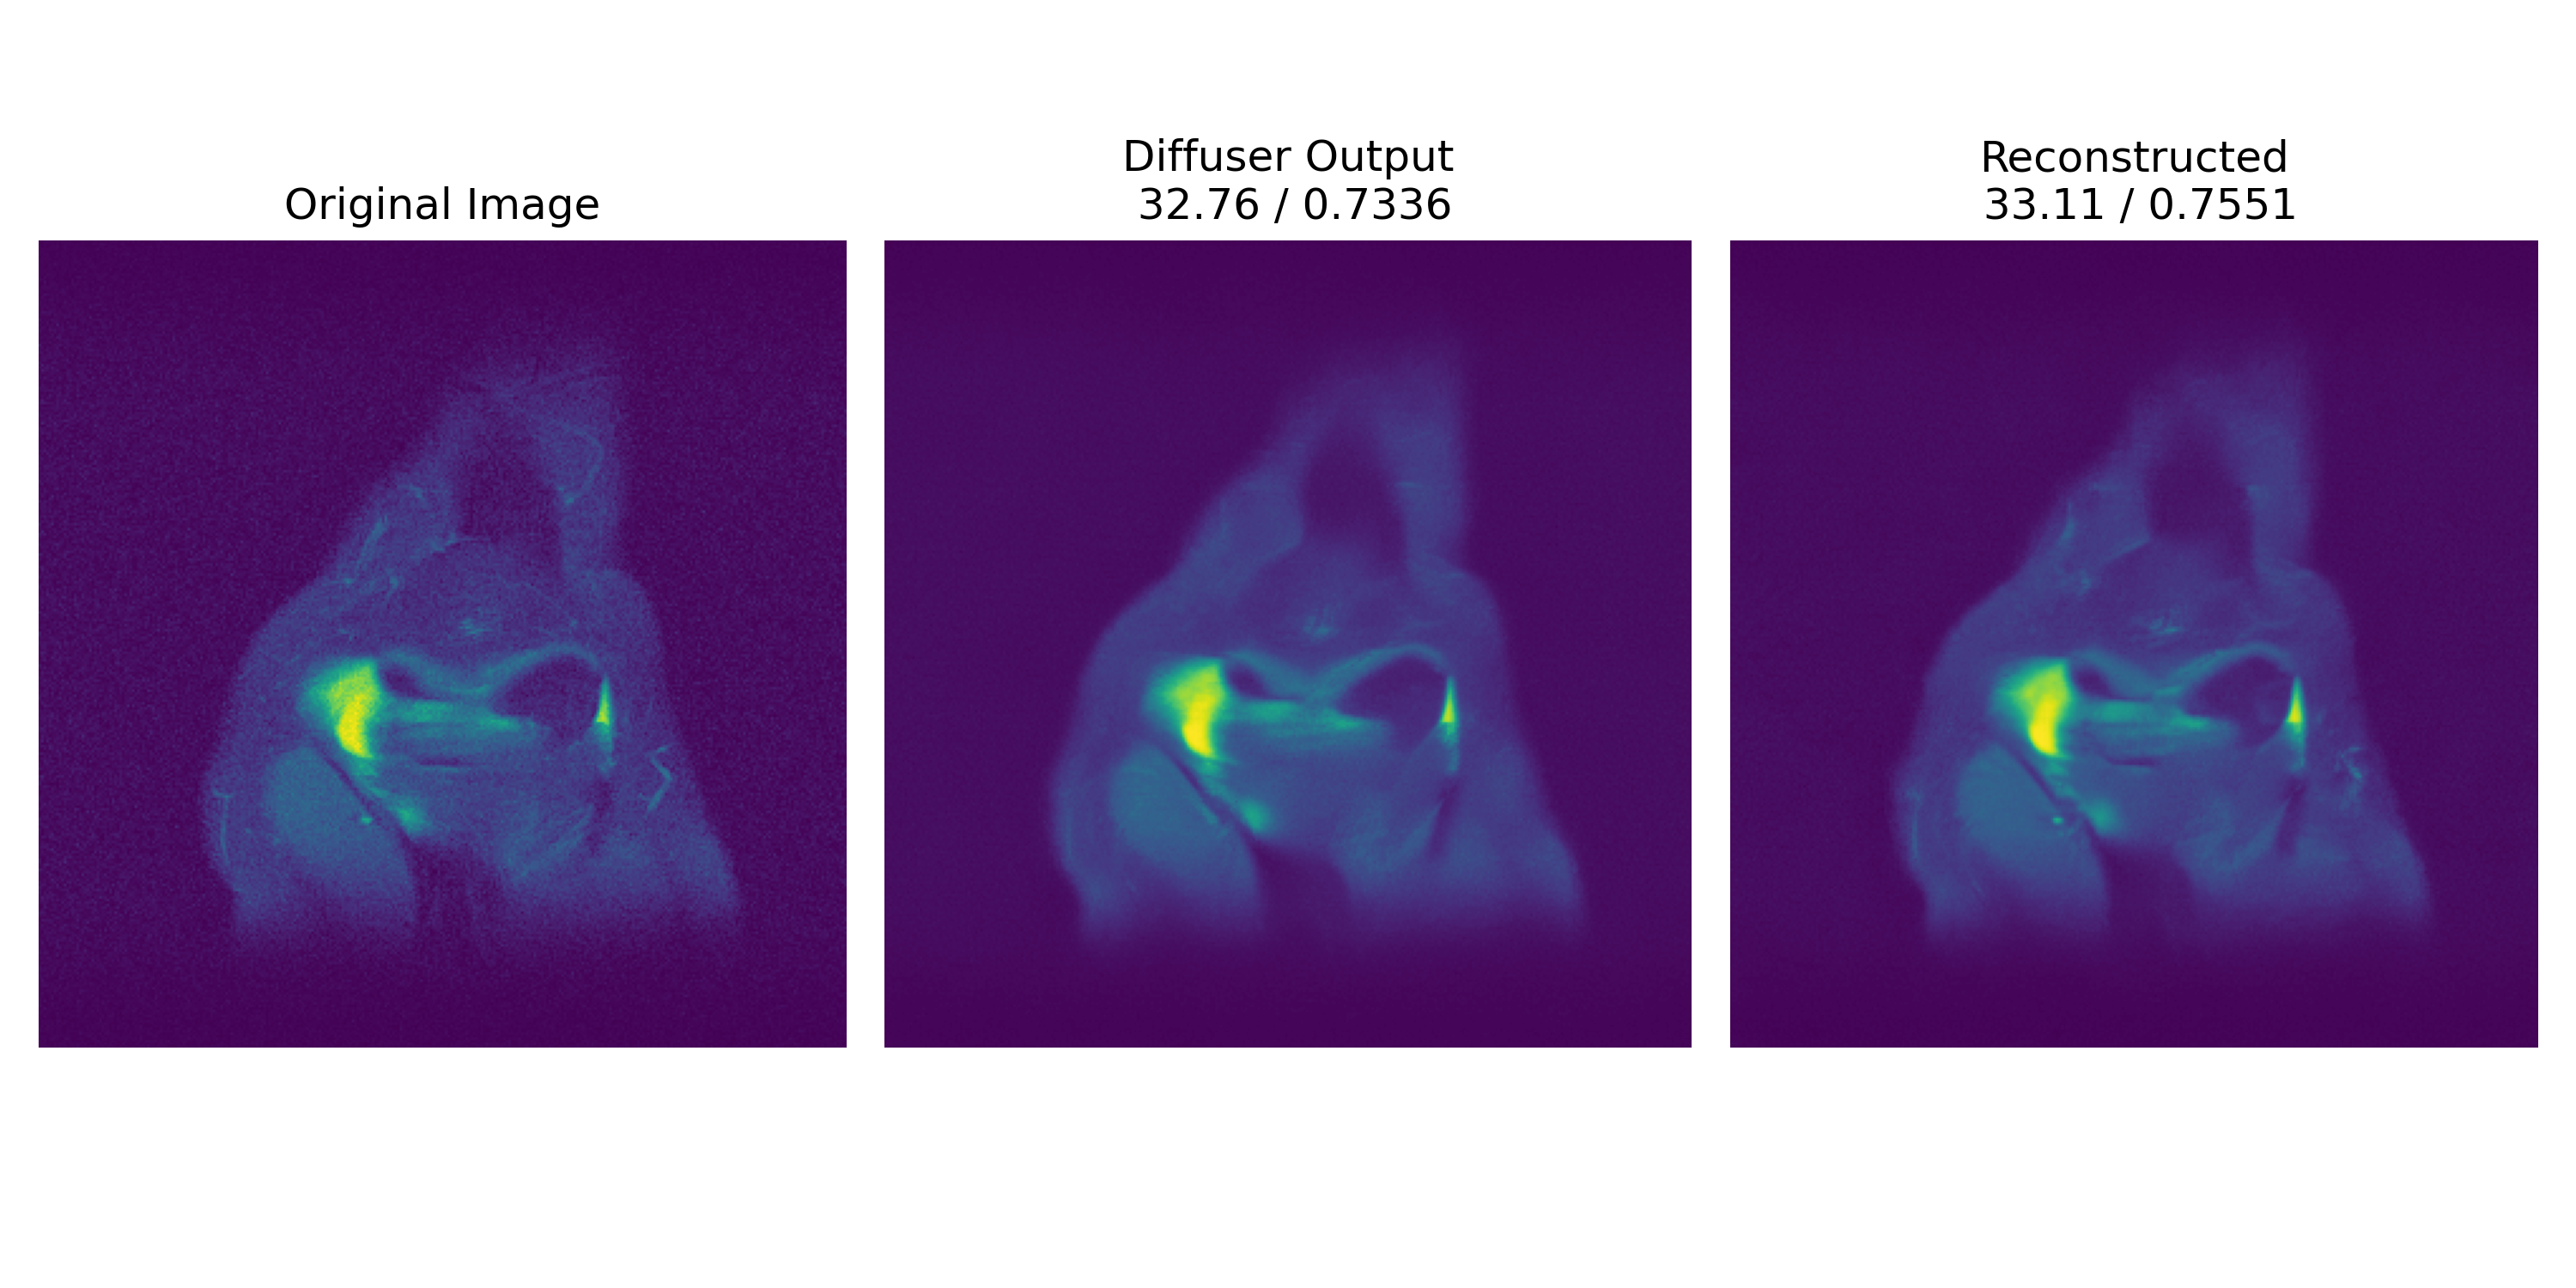 Original Image
Diffuser Output
32.76 / 0.7336
Reconstructed
33.11 / 0.7551